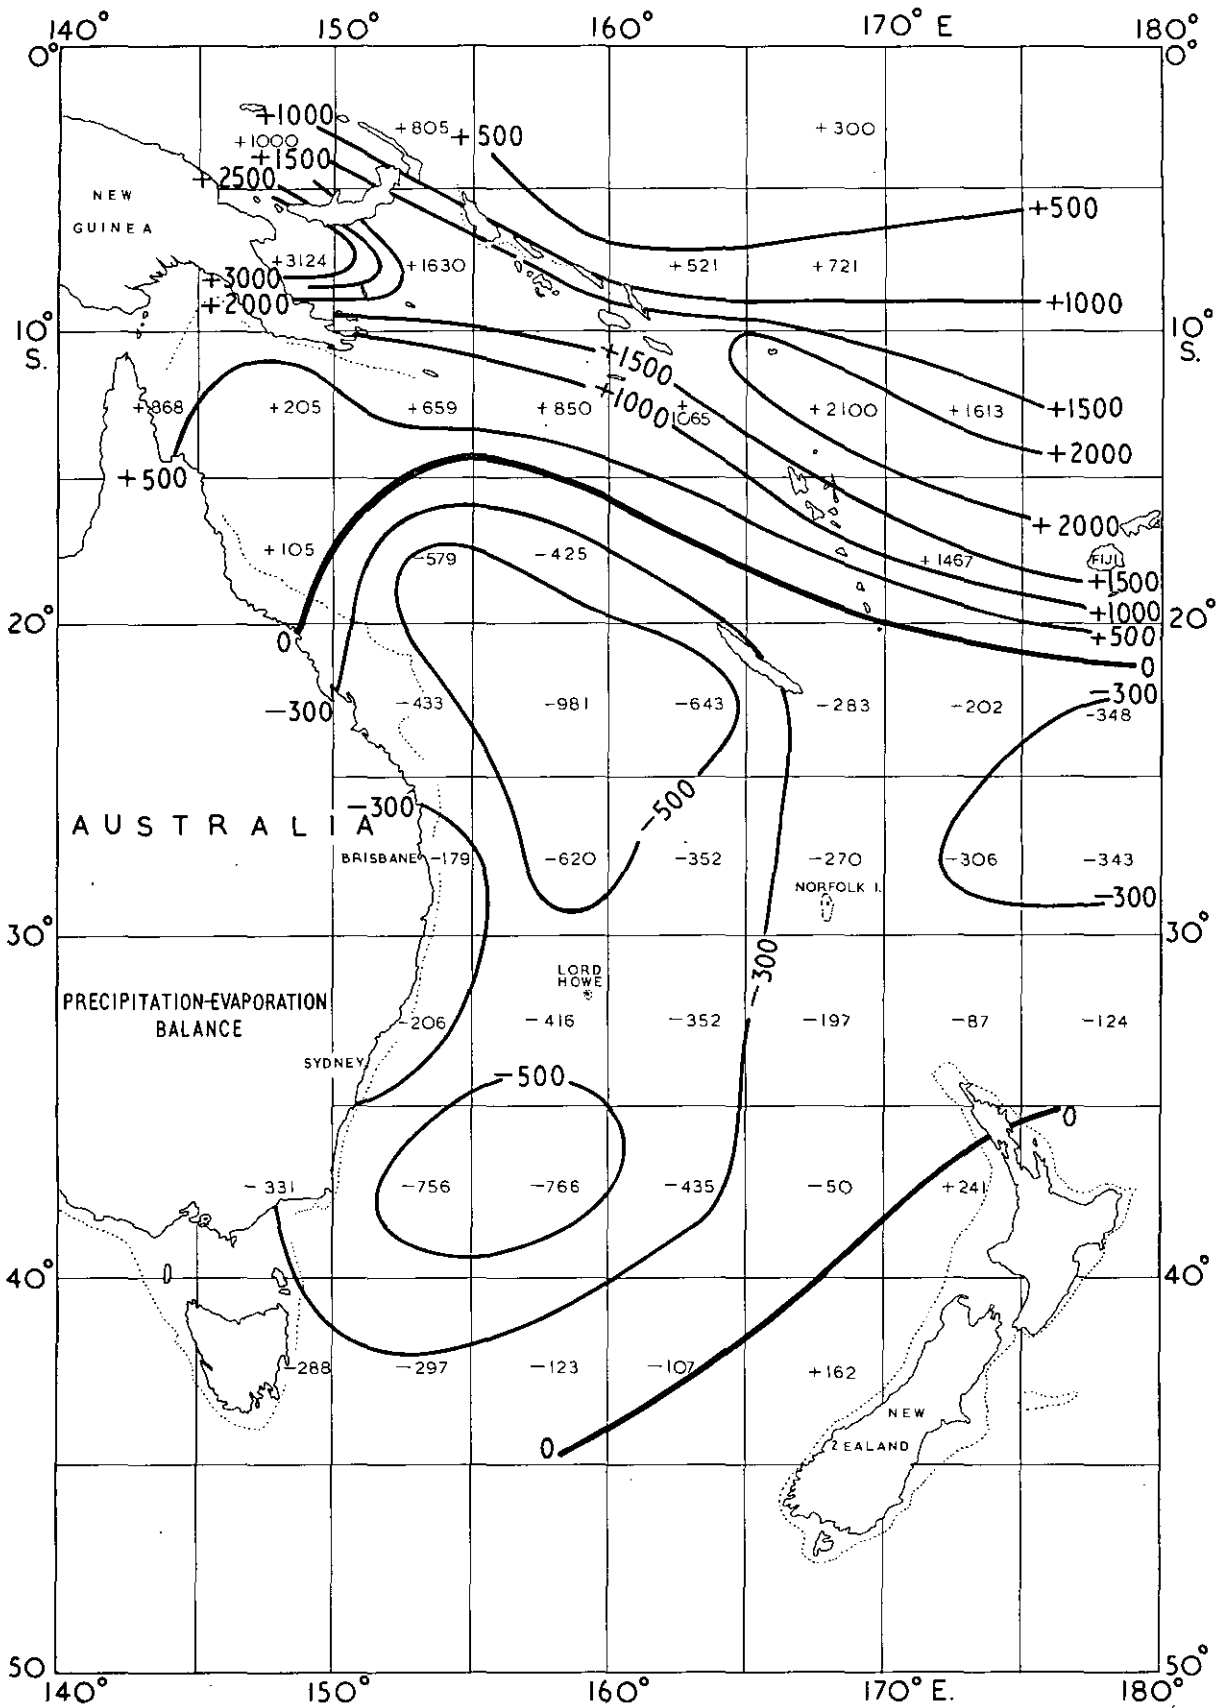 140° 150° 160° 170° E 180°
0° 0°
+1000
+805 +500 +300
+1000
+1500
+2500
NEW
GUINEA
+500
+3124 +1630 +521 +721
+3000
+2000 +1000
10° 10°
S. S.
+1500
+1000
+868 +205 +659 +850 +1065 +2100 +1613 +1500
+2000
+500
+2000
+105 -579 -425 +1467 FIJI
+1500
+1000
20° 20°
+500
0 0
-300 -300
-433 -981 -643 -283 -202 -348
-500
-300
AUSTRALIA
BRISBANE -179 -620 -352 -270 -306 -343
NORFOLK I.
-300
30° 30°
-300
LORD
HOWE
PRECIPITATION-EVAPORATION
BALANCE
-206 -416 -352 -197 -87 -124
SYDNEY
-500
0
-331 -756 -766 -435 -50 +241
40° 40°
-288 -297 -123 -107 +162
NEW
ZEALAND
0
50 50°
140° 150° 160° 170° E. 180°